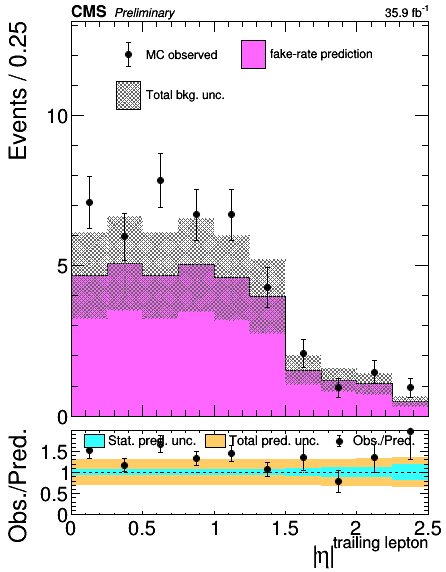 CMS Preliminary 35.9 fb⁻¹
MC observed fake-rate prediction
Total bkg. unc.
Events / 0.25
10
5
0
Stat. pred. unc. Total pred. unc. Obs./Pred.
Obs./Pred.
1.5
1
0.5
0
0 0.5 1 1.5 2 2.5
|η|trailing lepton